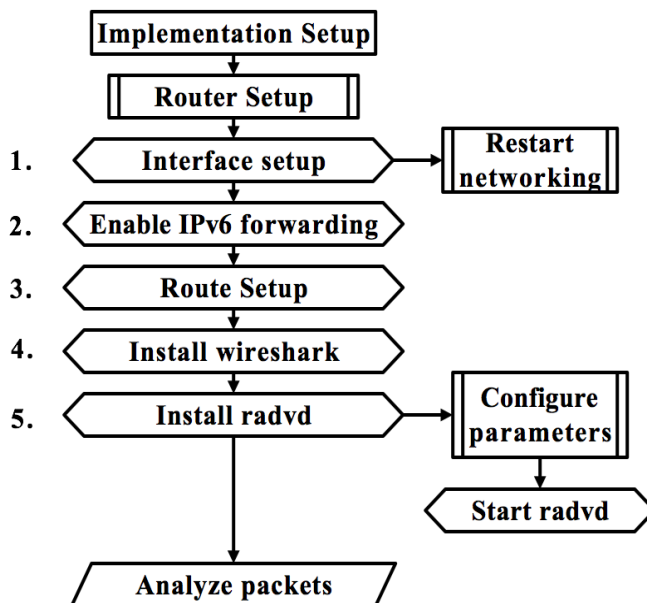 Implementation Setup
Router Setup
1.
Interface setup
Restart
networking
2.
Enable IPv6 forwarding
3.
Route Setup
4.
Install wireshark
5.
Install radvd
Configure
parameters
Start radvd
Analyze packets